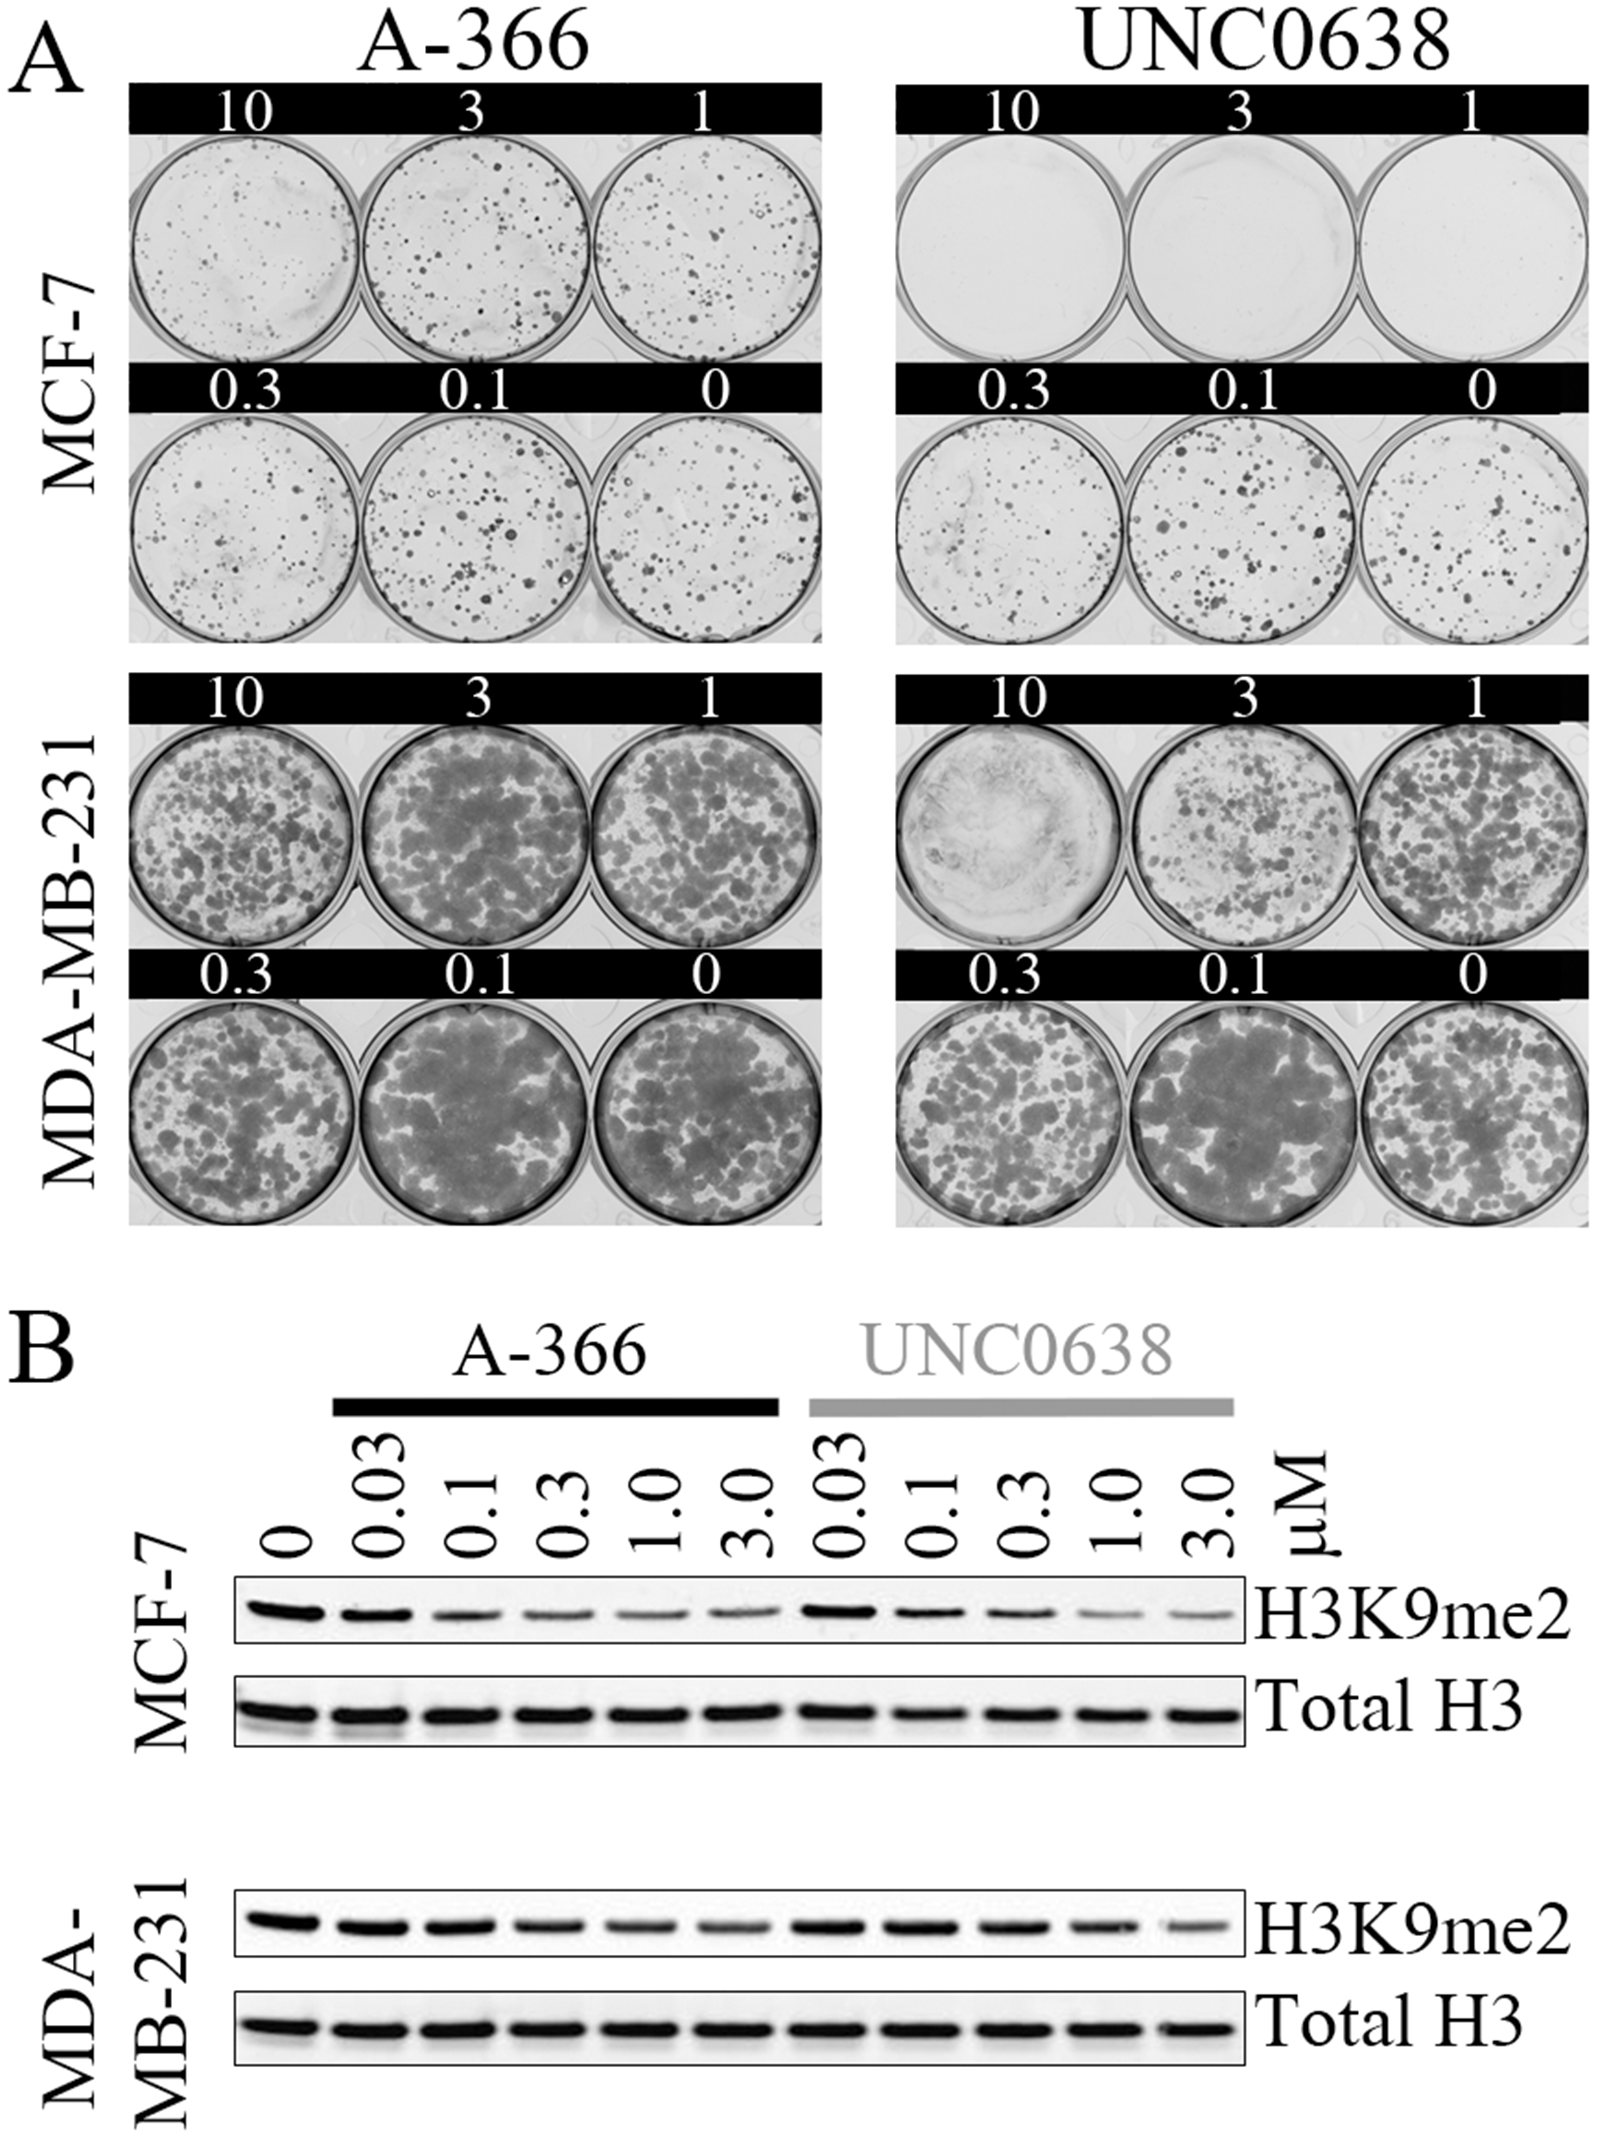 A
A-366 UNC0638
10 3 1 10 3 1
MCF-7
0.3 0.1 0 0.3 0.1 0
10 3 1 10 3 1
MDA-MB-231
0.3 0.1 0 0.3 0.1 0
B
A-366 UNC0638
0 0.03 0.1 0.3 1.0 3.0 0.03 0.1 0.3 1.0 3.0 µM
MCF-7
H3K9me2
Total H3
MDA-
MB-231
H3K9me2
Total H3